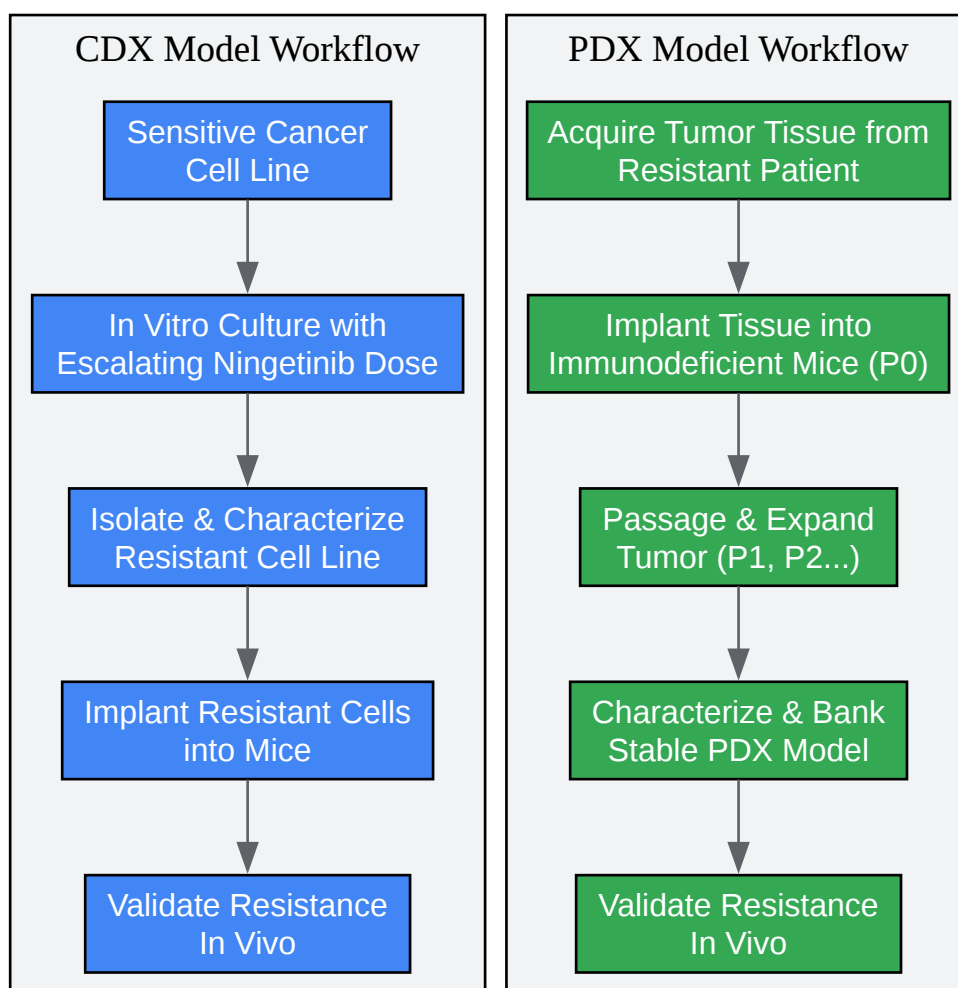 CDX Model Workflow
Sensitive Cancer
Cell Line
In Vitro Culture with
Escalating Ningetinib Dose
Isolate & Characterize
Resistant Cell Line
Implant Resistant Cells
into Mice
Validate Resistance
In Vivo
PDX Model Workflow
Acquire Tumor Tissue from
Resistant Patient
Implant Tissue into
Immunodeficient Mice (P0)
Passage & Expand
Tumor (P1, P2...)
Characterize & Bank
Stable PDX Model
Validate Resistance
In Vivo